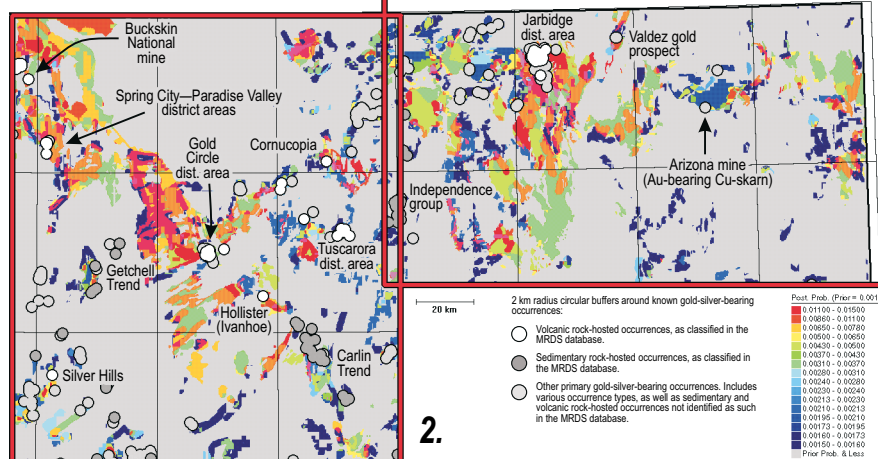 Buckskin
National
mine
Spring City—Paradise Valley
district areas
Gold
Circle
dist. area
Cornucopia
Getchell
Trend
Tuscarora
dist. area
Hollister
(Ivanhoe)
Silver Hills
Carlin
Trend
Jarbidge
dist. area
Valdez gold
prospect
Independence
group
Arizona mine
(Au-bearing Cu-skarn)
20 km
2 km radius circular buffers around known gold-silver-bearing
occurrences:
Volcanic rock-hosted occurrences, as classified in the
MRDS database.
Sedimentary rock-hosted occurrences, as classified in
the MRDS database.
Other primary gold-silver-bearing occurrences. Includes
various occurrence types, as well as sedimentary and
volcanic rock-hosted occurrences not identified as such
in the MRDS database.
2.
Post. Prob. (Prior = 0.001
0.01100 - 0.01500
0.00860 - 0.01100
0.00650 - 0.00780
0.00500 - 0.00650
0.00430 - 0.00500
0.00370 - 0.00430
0.00310 - 0.00370
0.00280 - 0.00310
0.00240 - 0.00280
0.00230 - 0.00240
0.00213 - 0.00230
0.00210 - 0.00213
0.00195 - 0.00210
0.00173 - 0.00195
0.00160 - 0.00173
0.00150 - 0.00160
Prior Prob. & Less